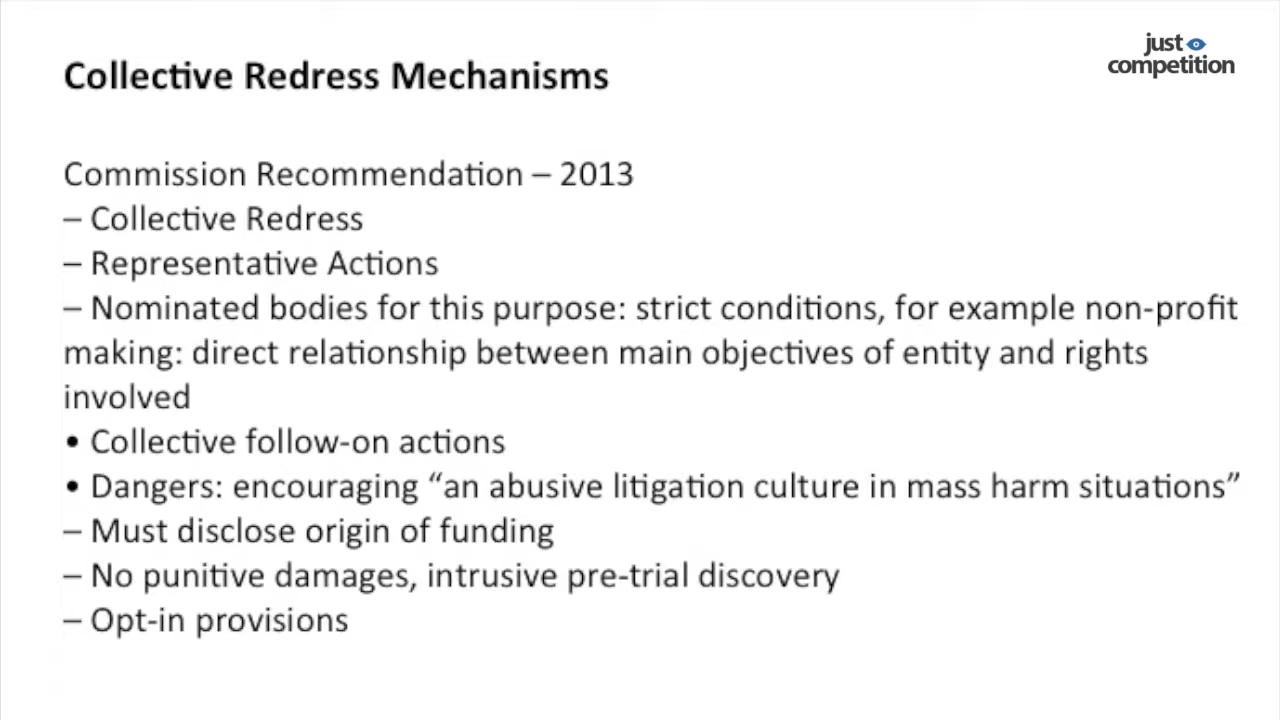 just
competition
Collective Redress Mechanisms
Commission Recommendation – 2013
– Collective Redress
– Representative Actions
– Nominated bodies for this purpose: strict conditions, for example non-profit
making: direct relationship between main objectives of entity and rights
involved
• Collective follow-on actions
• Dangers: encouraging “an abusive litigation culture in mass harm situations”
– Must disclose origin of funding
– No punitive damages, intrusive pre-trial discovery
– Opt-in provisions